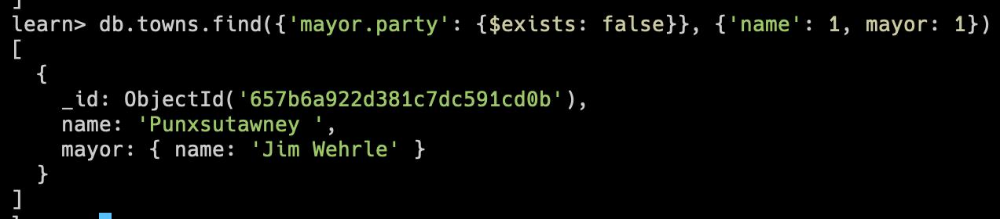 ]
learn> db.towns.find({'mayor.party': {$exists: false}}, {'name': 1, mayor: 1})
[
  {
    _id: ObjectId('657b6a922d381c7dc591cd0b'),
    name: 'Punxsutawney ',
    mayor: { name: 'Jim Wehrle' }
  }
]